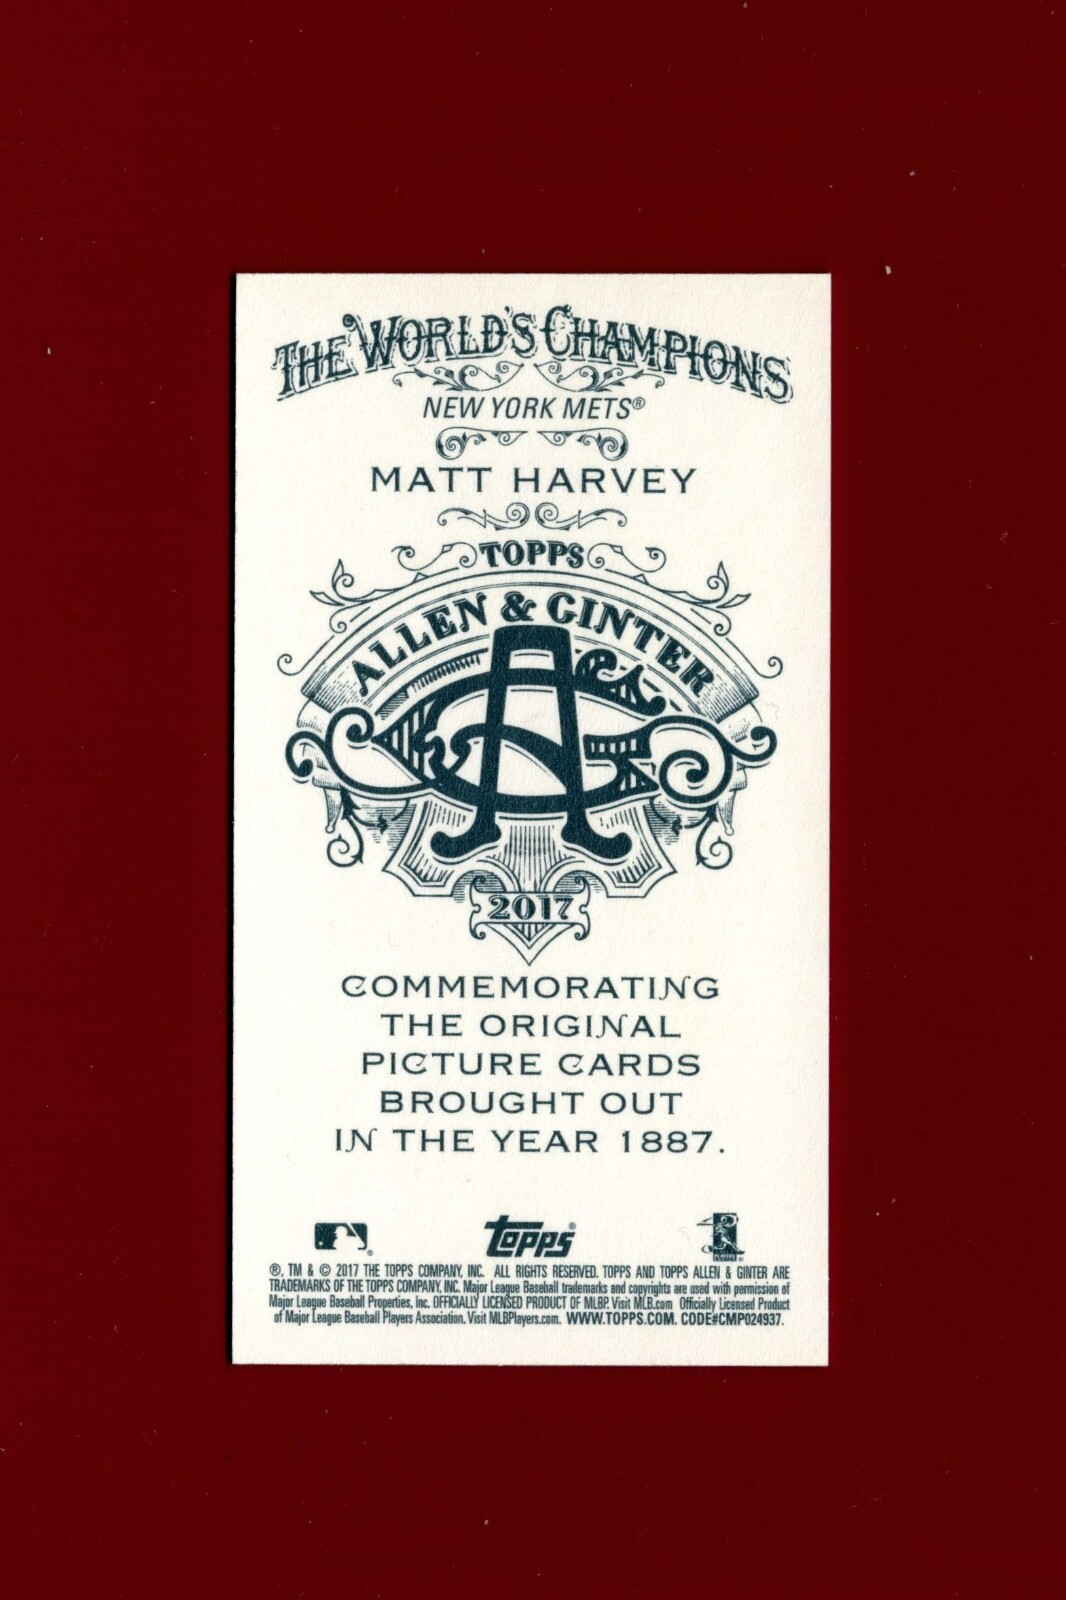 THE WORLD'S CHAMPIONS
NEW YORK METS®
MATT HARVEY
TOPPS
ALLEN & GINTER
AG
2017
COMMEMORATING
THE ORIGINAL
PICTURE CARDS
BROUGHT OUT
IN THE YEAR 1887.
topps®
®, TM & © 2017 THE TOPPS COMPANY, INC. ALL RIGHTS RESERVED. TOPPS AND TOPPS ALLEN & GINTER ARE
TRADEMARKS OF THE TOPPS COMPANY, INC. Major League Baseball trademarks and copyrights are used with permission of
Major League Baseball Properties, Inc. OFFICIALLY LICENSED PRODUCT OF MLBP. Visit MLB.com Officially Licensed Product
of Major League Baseball Players Association. Visit MLBPlayers.com. WWW.TOPPS.COM. CODE#CMP024937.